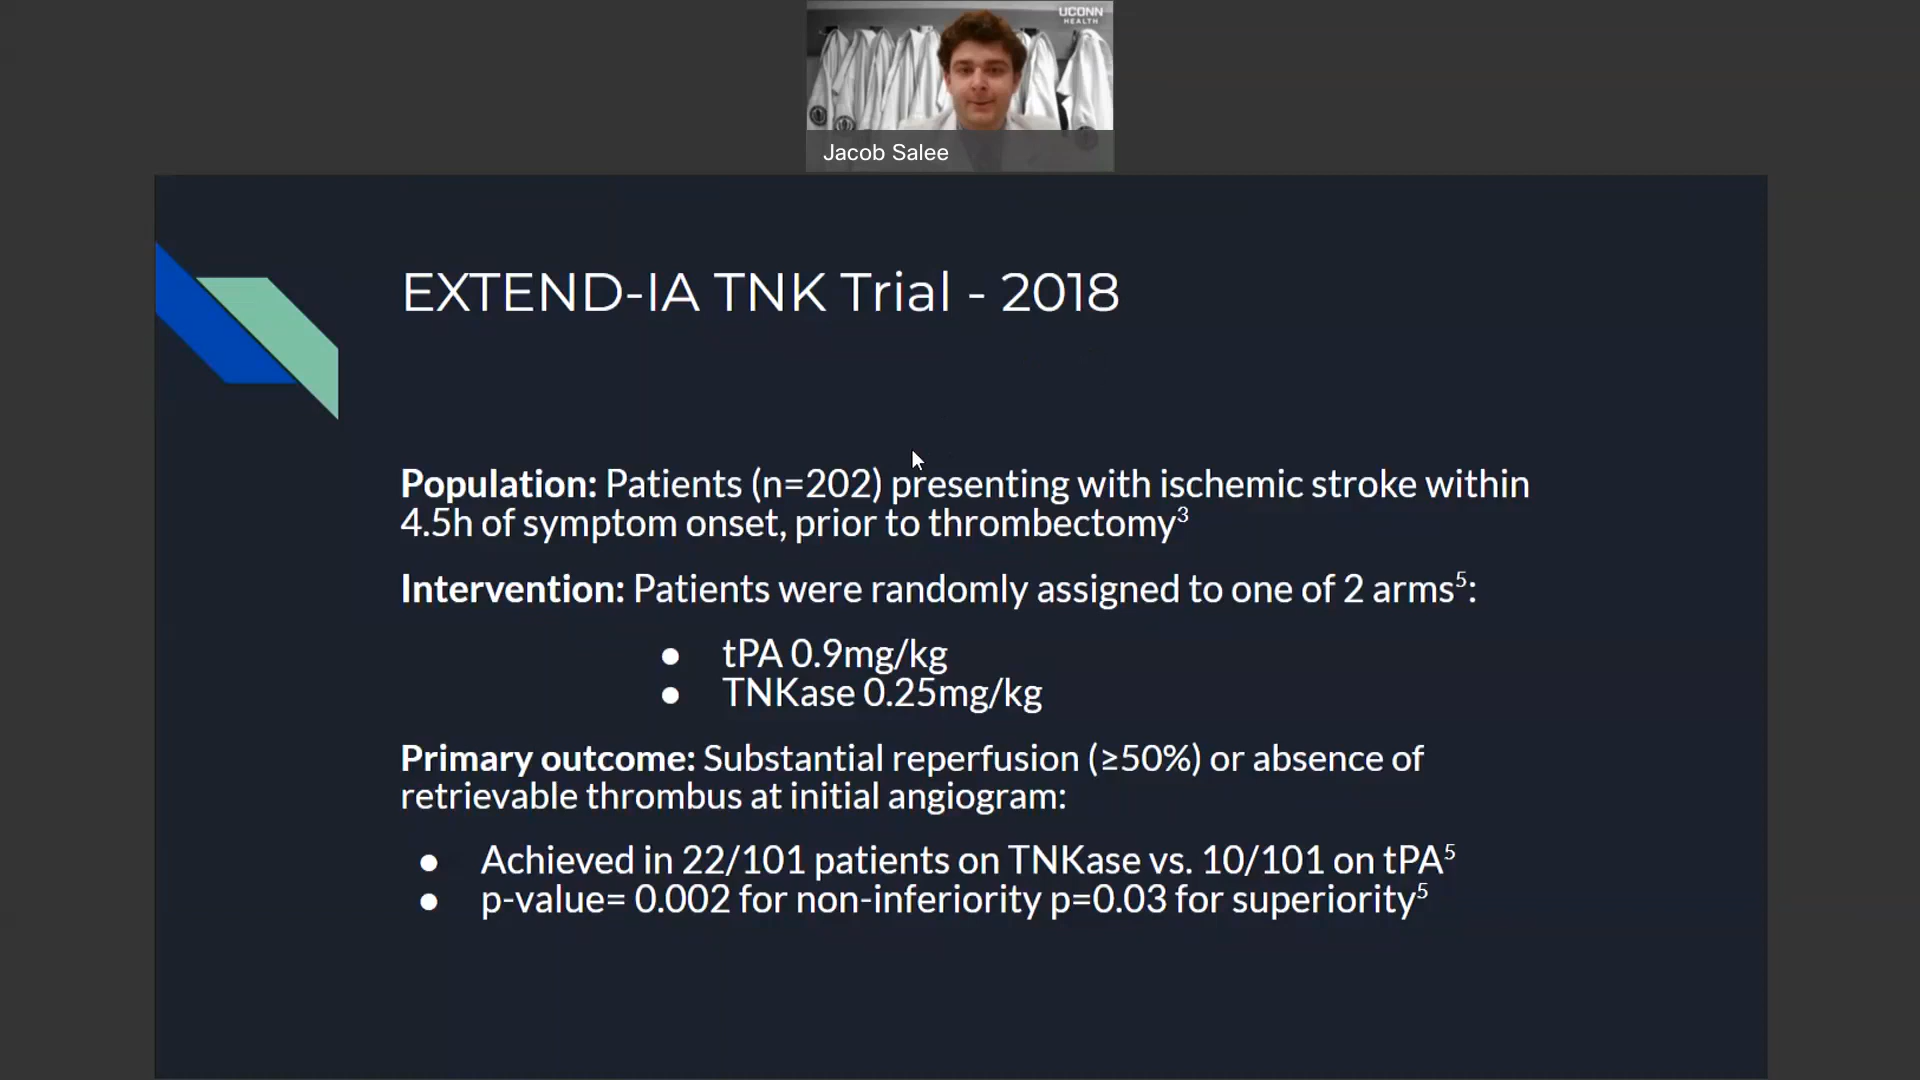 UCONN
HEALTH
Jacob Salee
EXTEND-IA TNK Trial - 2018
Population: Patients (n=202) presenting with ischemic stroke within
4.5h of symptom onset, prior to thrombectomy³
Intervention: Patients were randomly assigned to one of 2 arms⁵:
● tPA 0.9mg/kg
● TNKase 0.25mg/kg
Primary outcome: Substantial reperfusion (≥50%) or absence of
retrievable thrombus at initial angiogram:
● Achieved in 22/101 patients on TNKase vs. 10/101 on tPA⁵
● p-value= 0.002 for non-inferiority p=0.03 for superiority⁵